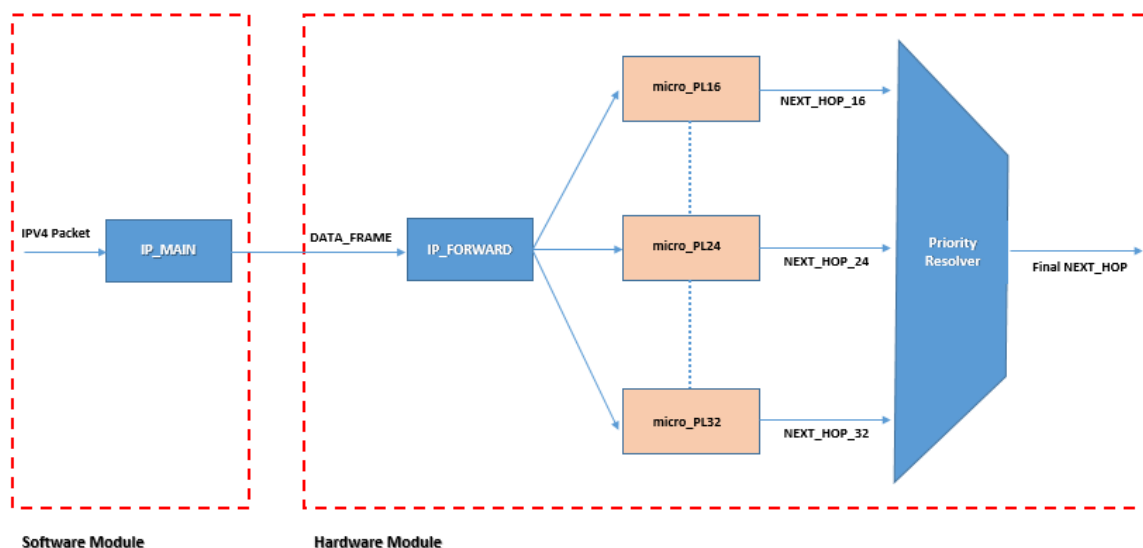 micro_PL16
NEXT_HOP_16
IPV4 Packet
IP_MAIN
DATA_FRAME
IP_FORWARD
micro_PL24
NEXT_HOP_24
Priority
Resolver
Final NEXT_HOP
micro_PL32
NEXT_HOP_32
Software Module
Hardware Module